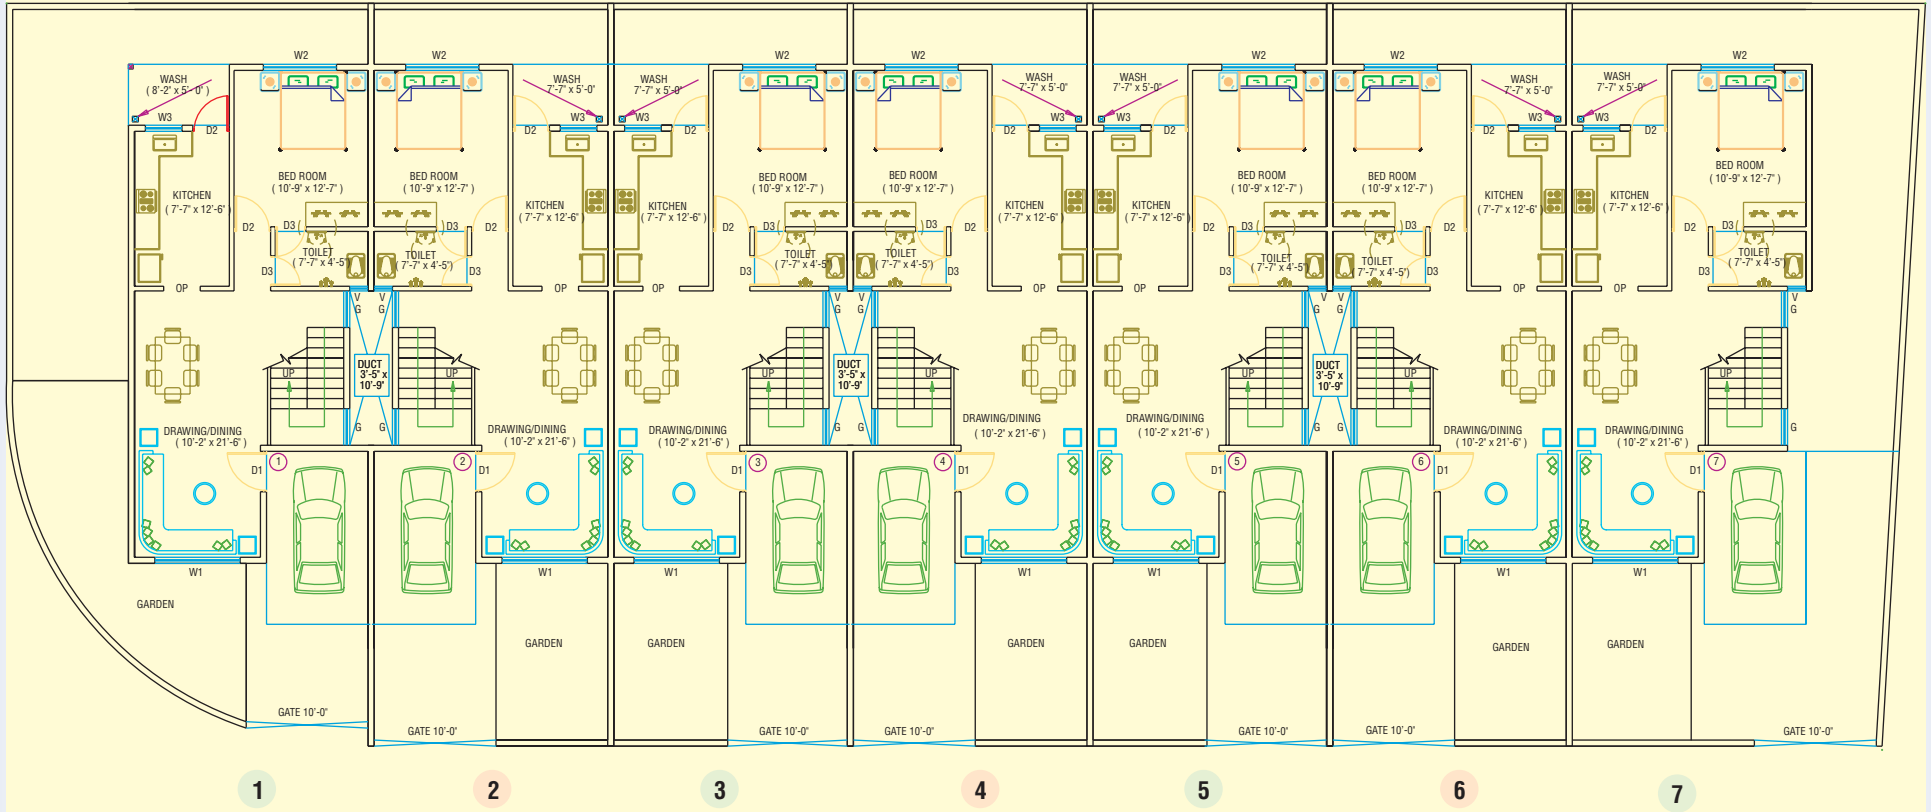 W2
W2
W2
W2
W2
W2
W2
WASH
( 8'-2" x 5'-0" )
WASH
7'-7" x 5'-0"
WASH
7'-7" x 5'-0"
WASH
7'-7" x 5'-0"
WASH
7'-7" x 5'-0"
WASH
7'-7" x 5'-0"
WASH
7'-7" x 5'-0"
W3
D2
D2
W3
W3
D2
D2
W3
W3
D2
D2
W3
W3
D2
BED ROOM
( 10'-9" x 12'-7" )
BED ROOM
( 10'-9" x 12'-7" )
BED ROOM
( 10'-9" x 12'-7" )
BED ROOM
( 10'-9" x 12'-7" )
BED ROOM
( 10'-9" x 12'-7" )
BED ROOM
( 10'-9" x 12'-7" )
BED ROOM
( 10'-9" x 12'-7" )
KITCHEN
( 7'-7" x 12'-6" )
KITCHEN
( 7'-7" x 12'-6" )
KITCHEN
( 7'-7" x 12'-6" )
KITCHEN
( 7'-7" x 12'-6" )
KITCHEN
( 7'-7" x 12'-6" )
KITCHEN
( 7'-7" x 12'-6" )
KITCHEN
( 7'-7" x 12'-6" )
D2
D3
D3
D2
D2
D3
D3
D2
D2
D3
D3
D2
D2
D3
TOILET
( 7'-7" x 4'-5")
TOILET
( 7'-7" x 4'-5")
TOILET
( 7'-7" x 4'-5")
TOILET
( 7'-7" x 4'-5")
TOILET
( 7'-7" x 4'-5")
TOILET
( 7'-7" x 4'-5")
TOILET
( 7'-7" x 4'-5")
D3
D3
D3
D3
D3
D3
D3
OP
OP
OP
OP
OP
OP
OP
V
V
V
V
V
V
V
G
G
G
G
G
G
G
DUCT
3'-5" x
10'-9"
DUCT
3'-5" x
10'-9"
DUCT
3'-5" x
10'-9"
UP
UP
UP
UP
UP
UP
UP
G
G
G
G
G
G
G
DRAWING/DINING
( 10'-2" x 21'-6" )
DRAWING/DINING
( 10'-2" x 21'-6" )
DRAWING/DINING
( 10'-2" x 21'-6" )
DRAWING/DINING
( 10'-2" x 21'-6" )
DRAWING/DINING
( 10'-2" x 21'-6" )
DRAWING/DINING
( 10'-2" x 21'-6" )
DRAWING/DINING
( 10'-2" x 21'-6" )
D1
1
2
D1
D1
3
4
D1
D1
5
6
D1
D1
7
W1
W1
W1
W1
W1
W1
W1
GARDEN
GARDEN
GARDEN
GARDEN
GARDEN
GARDEN
GARDEN
GATE 10'-0"
GATE 10'-0"
GATE 10'-0"
GATE 10'-0"
GATE 10'-0"
GATE 10'-0"
GATE 10'-0"
1
2
3
4
5
6
7